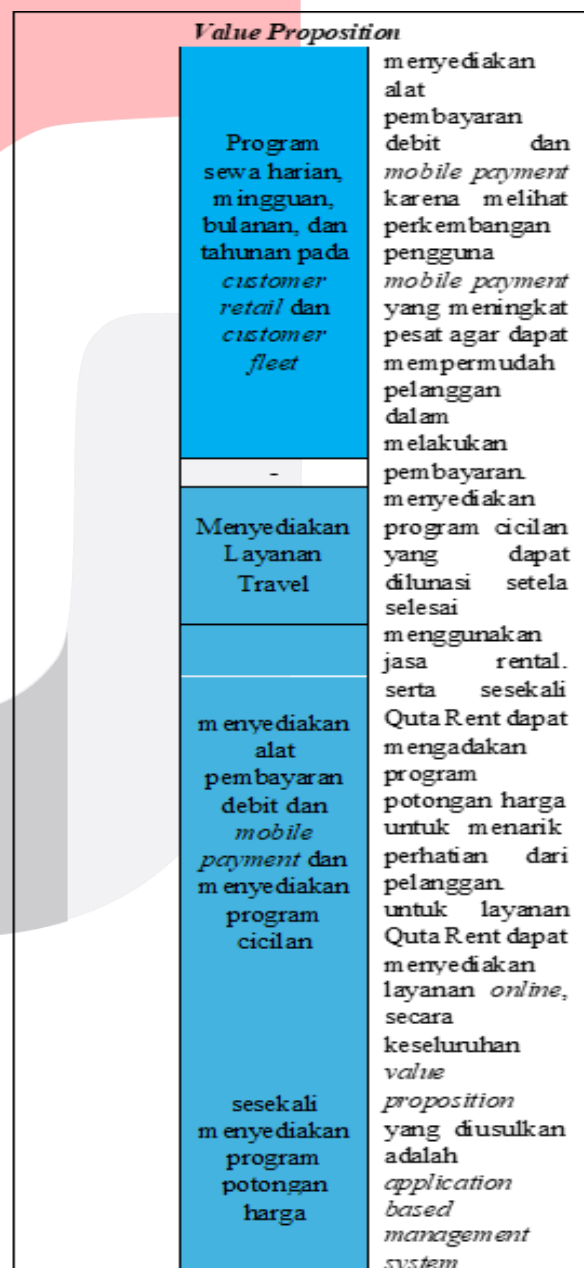 Value Proposition
Program
sewa harian,
mingguan,
bulanan, dan
tahunan pada
customer
retail dan
customer
fleet
-
Menyediakan
Layanan
Travel
menyediakan
alat
pembayaran
debit dan
mobile
payment dan
menyediakan
program
cicilan
sesekali
menyediakan
program
potongan
harga
menyediakan
alat
pembayaran
debit dan
mobile payment
karena melihat
perkembangan
pengguna
mobile payment
yang meningkat
pesat agar dapat
mempermudah
pelanggan
dalam
melakukan
pembayaran.
menyediakan
program cicilan
yang dapat
dilunasi setela
selesai
menggunakan
jasa rental.
serta sesekali
Quta Rent dapat
mengadakan
program
potongan harga
untuk menarik
perhatian dari
pelanggan.
untuk layanan
Quta Rent dapat
menyediakan
layanan online,
secara
keseluruhan
value
proposition
yang diusulkan
adalah
application
based
management
system